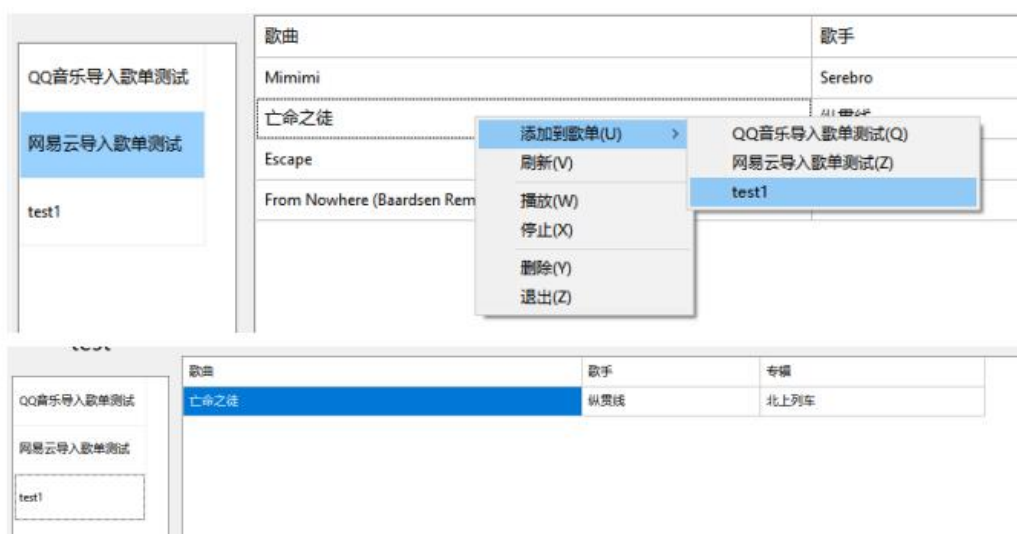 歌曲 歌手
QQ音乐导入歌单测试
Mimimi Serebro
亡命之徒
网易云导入歌单测试
添加到歌单(U) >
QQ音乐导入歌单测试(Q)
刷新(V)
网易云导入歌单测试(Z)
test1
Escape
From Nowhere (Baardsen Rem
播放(W)
test1
停止(X)
删除(Y)
退出(Z)
歌曲 歌手 专辑
QQ音乐导入歌单测试
亡命之徒 纵贯线 北上列车
网易云导入歌单测试
test1